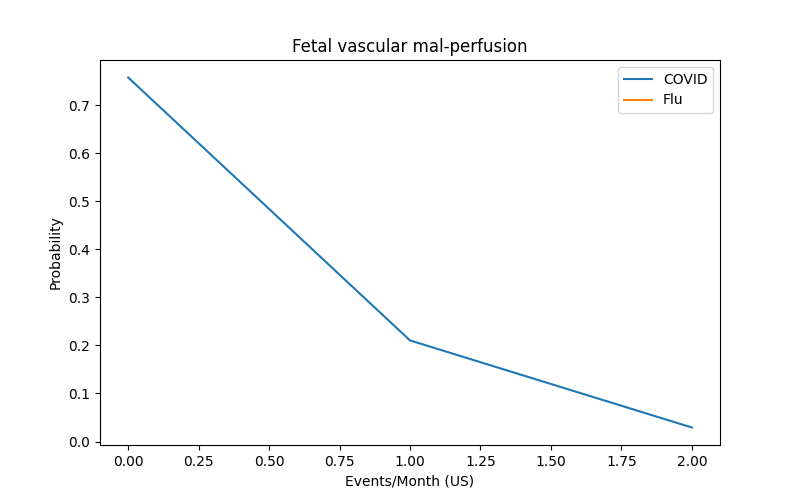 Fetal vascular mal-perfusion
COVID
Flu
Probability
0.7
0.6
0.5
0.4
0.3
0.2
0.1
0.0
0.00 0.25 0.50 0.75 1.00 1.25 1.50 1.75 2.00
Events/Month (US)